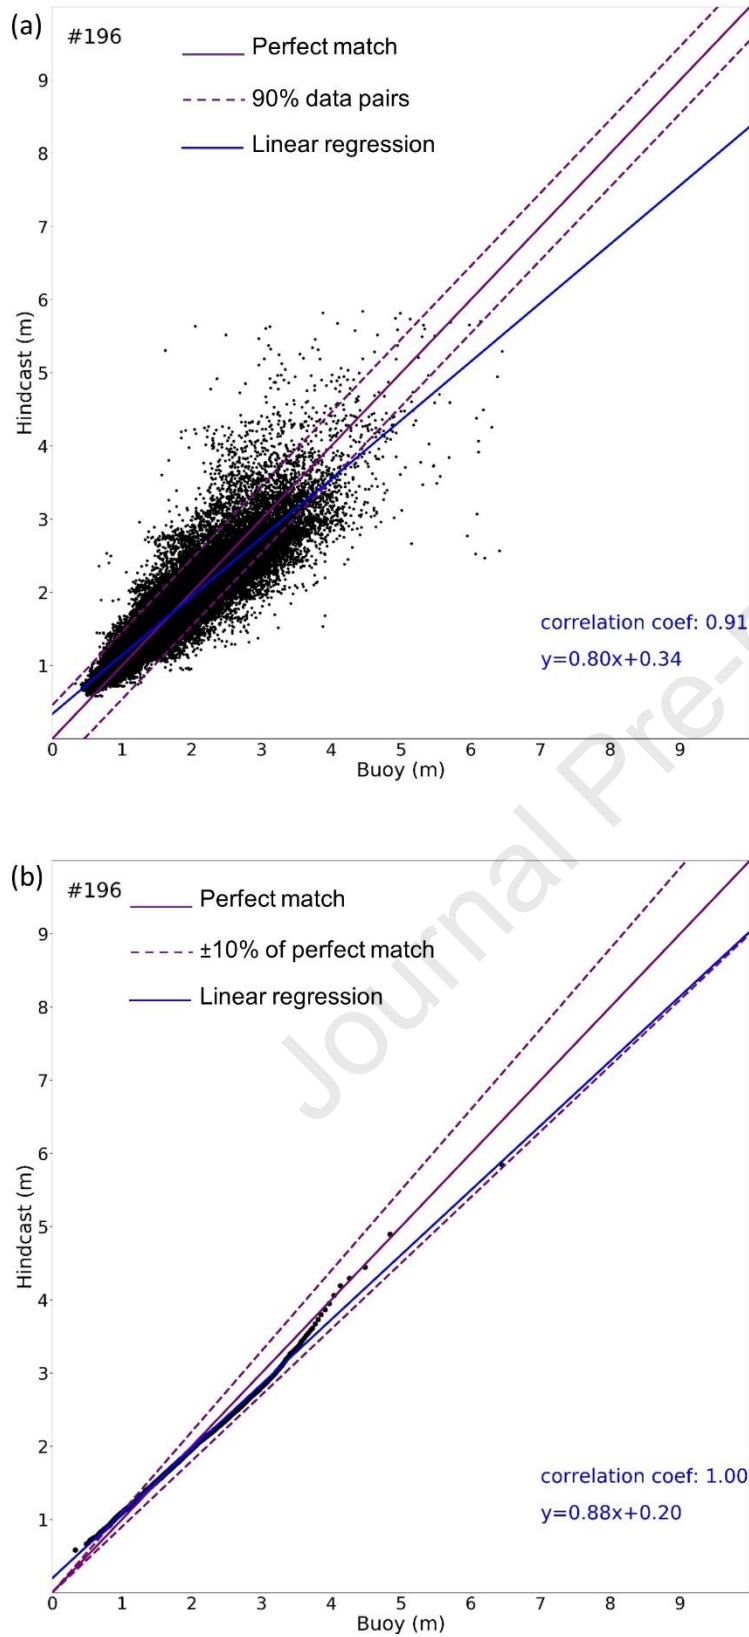 (a)
#196
Perfect match
90% data pairs
Linear regression
9
8
7
6
5
4
3
2
1
Hindcast (m)
correlation coef: 0.91
y=0.80x+0.34
0 1 2 3 4 5 6 7 8 9
Buoy (m)
Journal Pre-
(b)
#196
Perfect match
±10% of perfect match
Linear regression
9
8
7
6
5
4
3
2
1
Hindcast (m)
correlation coef: 1.00
y=0.88x+0.20
0 1 2 3 4 5 6 7 8 9
Buoy (m)